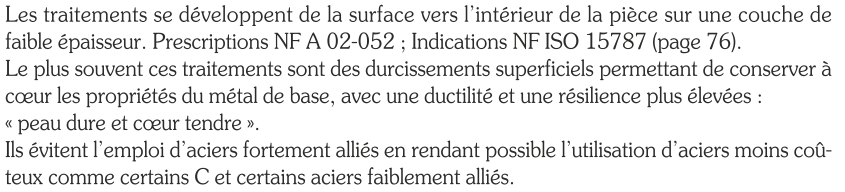 Les traitements se développent de la surface vers l'intérieur de la pièce sur une couche de
faible épaisseur. Prescriptions NF A 02-052 ; Indications NF ISO 15787 (page 76).
Le plus souvent ces traitements sont des durcissements superficiels permettant de conserver à
cœur les propriétés du métal de base, avec une ductilité et une résilience plus élevées :
« peau dure et cœur tendre ».
Ils évitent l'emploi d'aciers fortement alliés en rendant possible l'utilisation d'aciers moins coû-
teux comme certains C et certains aciers faiblement alliés.